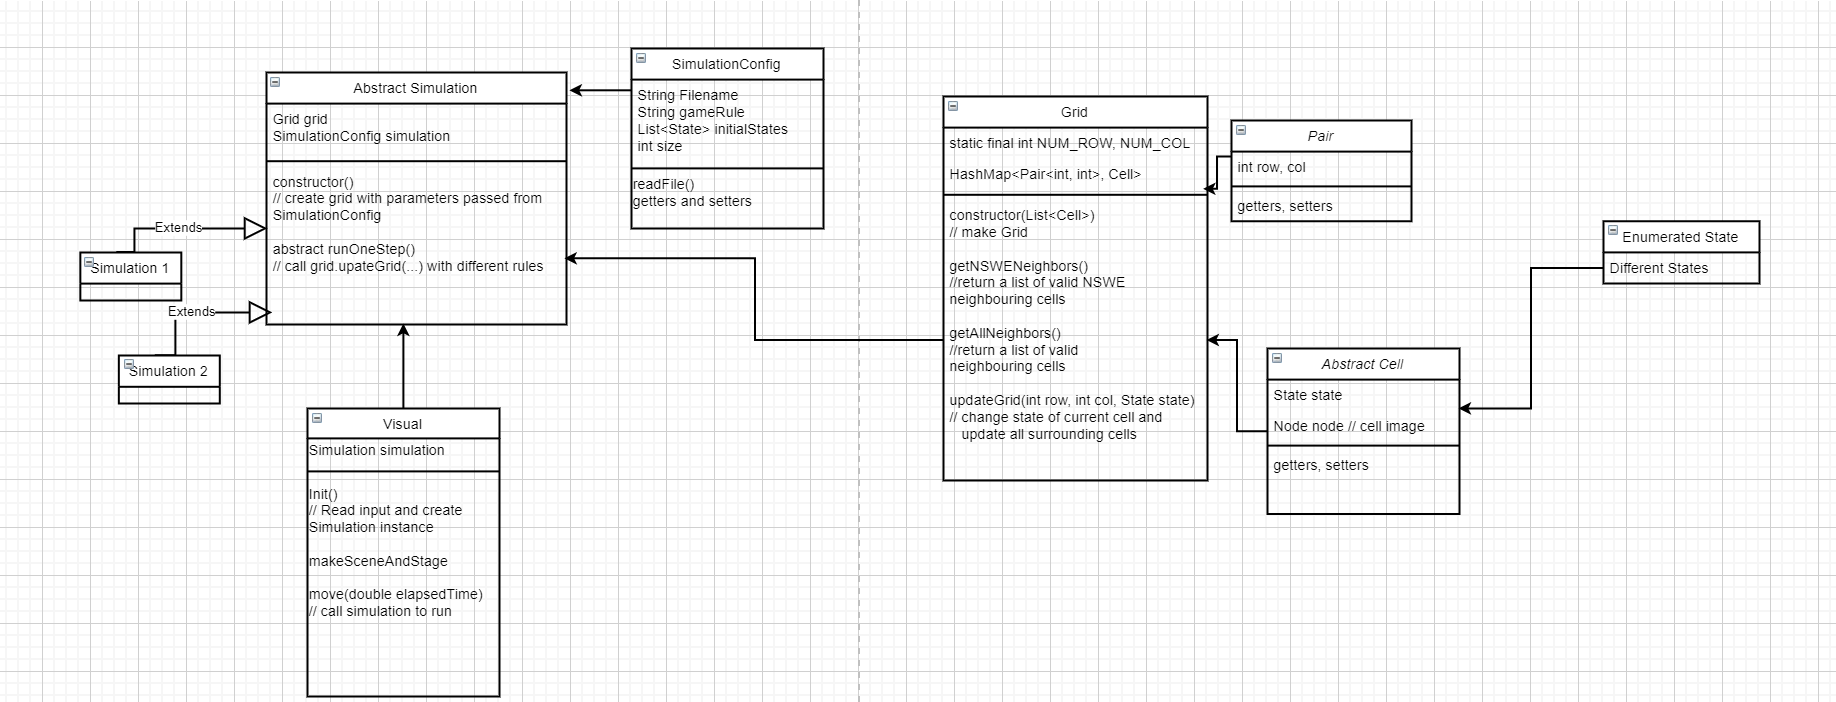 Abstract Simulation
Grid grid
SimulationConfig simulation
constructor()
// create grid with parameters passed from
SimulationConfig
abstract runOneStep()
// call grid.upateGrid(...) with different rules
SimulationConfig
String Filename
String gameRule
List<State> initialStates
int size
readFile()
getters and setters
Extends
Simulation 1
Extends
Simulation 2
Visual
Simulation simulation
Init()
// Read input and create
Simulation instance
makeSceneAndStage
move(double elapsedTime)
// call simulation to run
Grid
static final int NUM_ROW, NUM_COL
HashMap<Pair<int, int>, Cell>
constructor(List<Cell>)
// make Grid
getNSWENeighbors()
//return a list of valid NSWE
neighbouring cells
getAllNeighbors()
//return a list of valid
neighbouring cells
updateGrid(int row, int col, State state)
// change state of current cell and
update all surrounding cells
Pair
int row, col
getters, setters
Abstract Cell
State state
Node node // cell image
getters, setters
Enumerated State
Different States